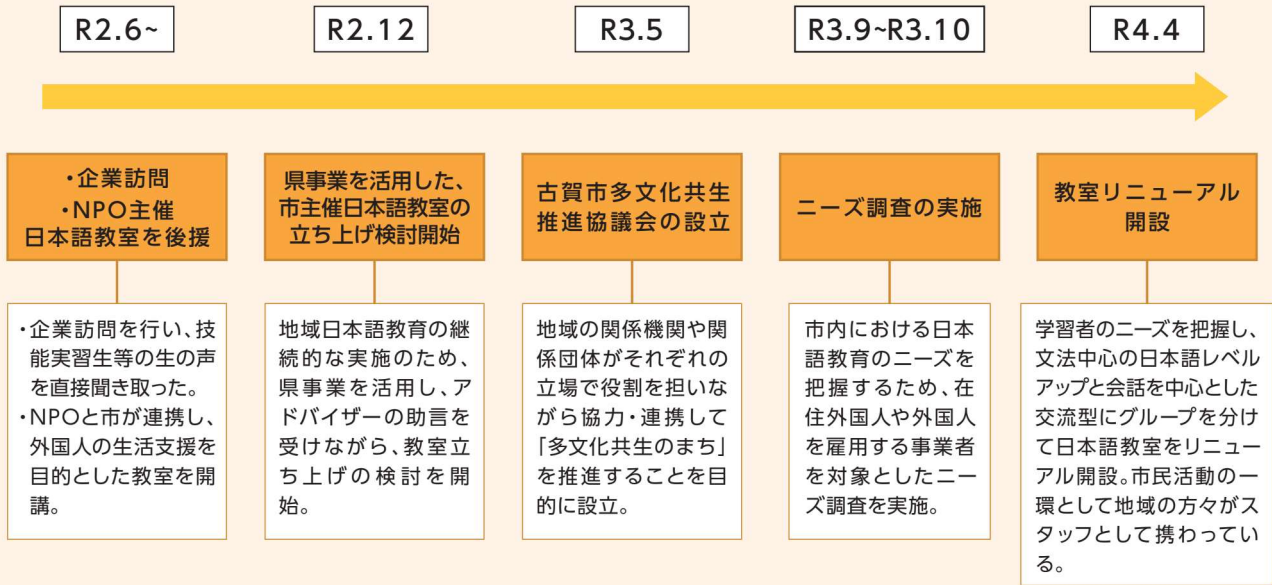 R2.6~
R2.12
R3.5
R3.9~R3.10
R4.4
・企業訪問
・NPO主催
日本語教室を後援
県事業を活用した、
市主催日本語教室の
立ち上げ検討開始
古賀市多文化共生
推進協議会の設立
ニーズ調査の実施
教室リニューアル
開設
・企業訪問を行い、技
能実習生等の生の声
を直接聞き取った。
・NPOと市が連携し、
外国人の生活支援を
目的とした教室を開
講。
地域日本語教育の継
続的な実施のため、
県事業を活用し、ア
ドバイザーの助言を
受けながら、教室立
ち上げの検討を開
始。
地域の関係機関や関
係団体がそれぞれの
立場で役割を担いな
がら協力・連携して
「多文化共生のまち」
を推進することを目
的に設立。
市内における日本
語教育のニーズを
把握するため、在
住外国人や外国人
を雇用する事業者
を対象としたニー
ズ調査を実施。
学習者のニーズを把握し、
文法中心の日本語レベル
アップと会話を中心とした
交流型にグループを分け
て日本語教室をリニュー
アル開設。市民活動の一
環として地域の方々がス
タッフとして携わってい
る。